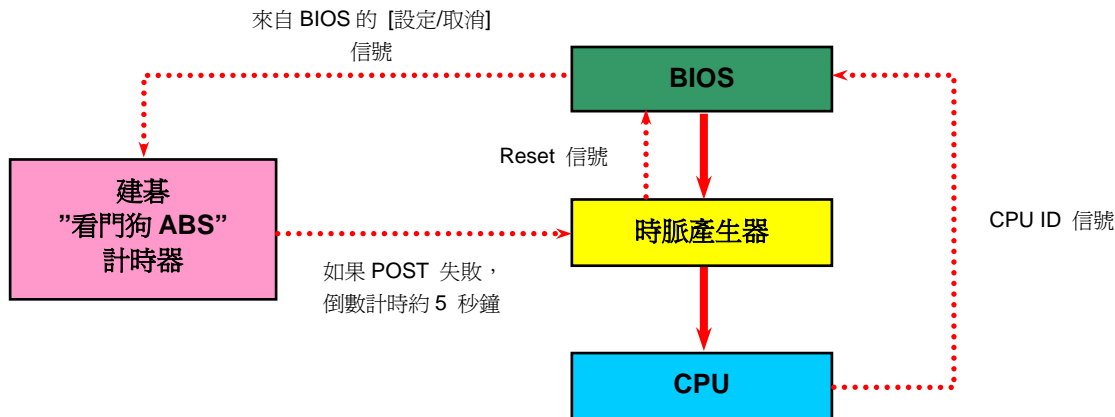 來自 BIOS 的 [設定/取消]
信號
BIOS
Reset 信號
建碁
”看門狗 ABS”
計時器
時脈產生器
CPU ID 信號
如果 POST 失敗，
倒數計時約 5 秒鐘
CPU